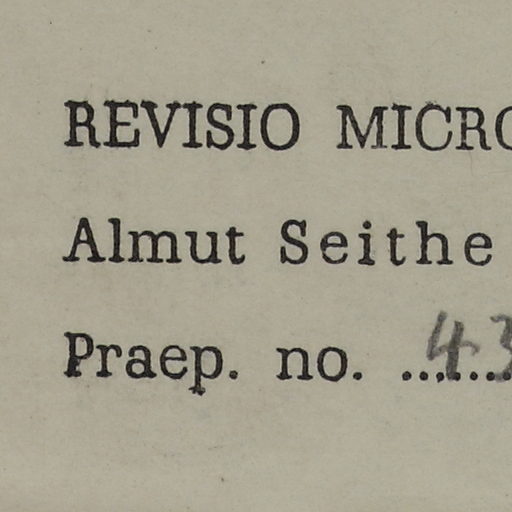 REVISIO MICRO
Almut Seithe
Praep. no. ....43